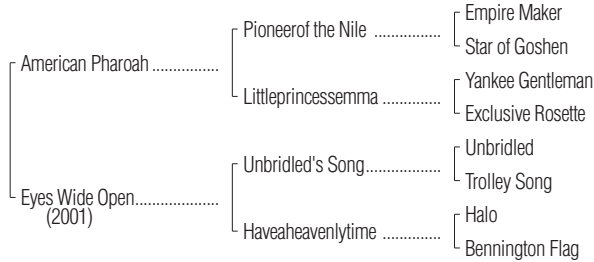 American Pharoah ................
Eyes Wide Open....................
(2001)
Pioneerof the Nile ................
Littleprincessemma ..............
Unbridled's Song..................
Haveaheavenlytime ...............
Empire Maker
Star of Goshen
Yankee Gentleman
Exclusive Rosette
Unbridled
Trolley Song
Halo
Bennington Flag